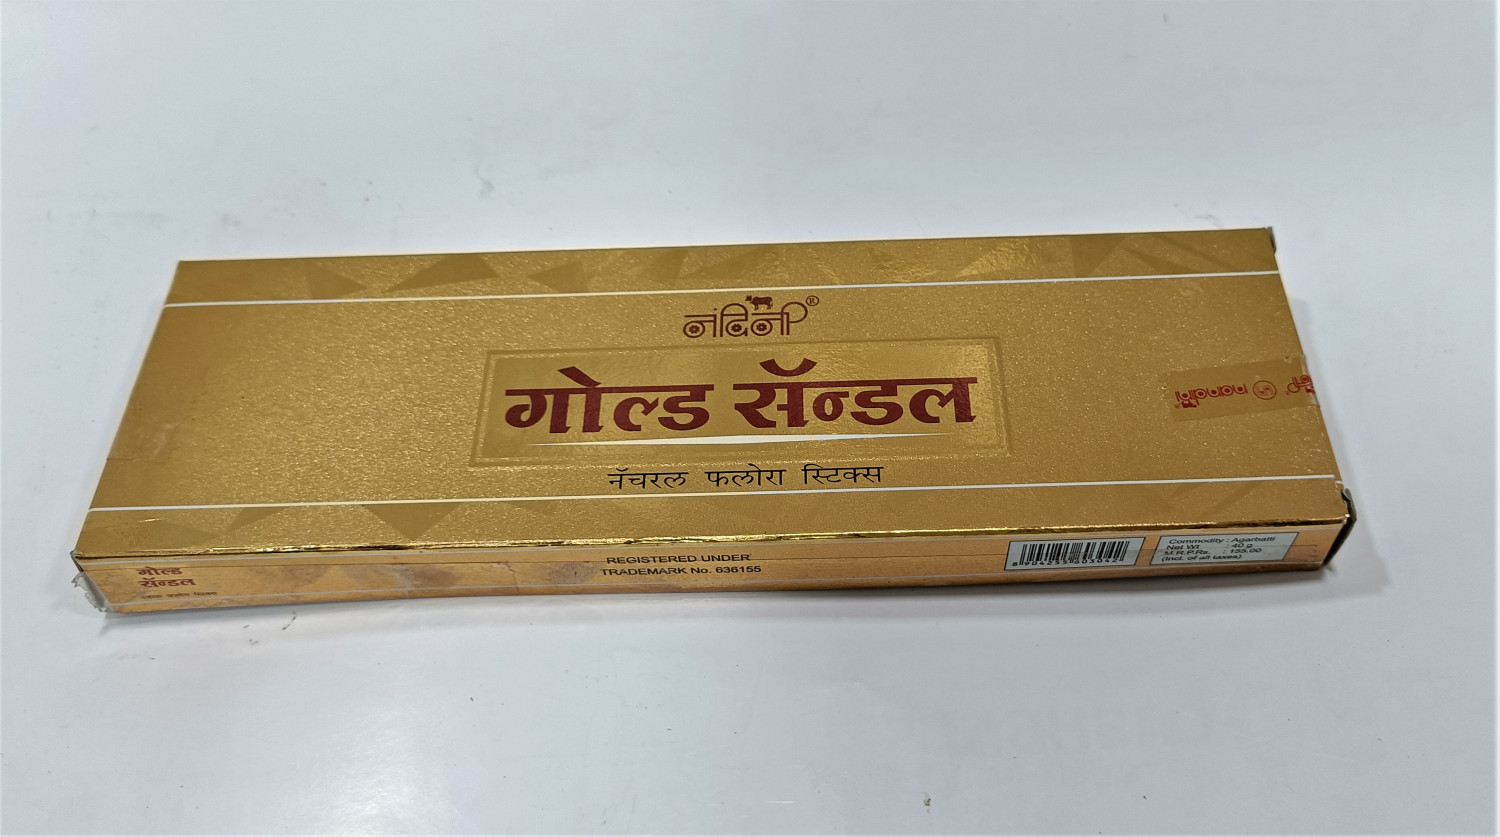 नंदिनी®
गोल्ड सॅन्डल
नॅचरल फलोरा स्टिक्स
गोल्ड
सॅन्डल
REGISTERED UNDER
TRADEMARK No. 636155
Commodity : Agarbatti
Net Wt : 40 g
M.R.P.Rs. : 155.00
(Incl. of all taxes)